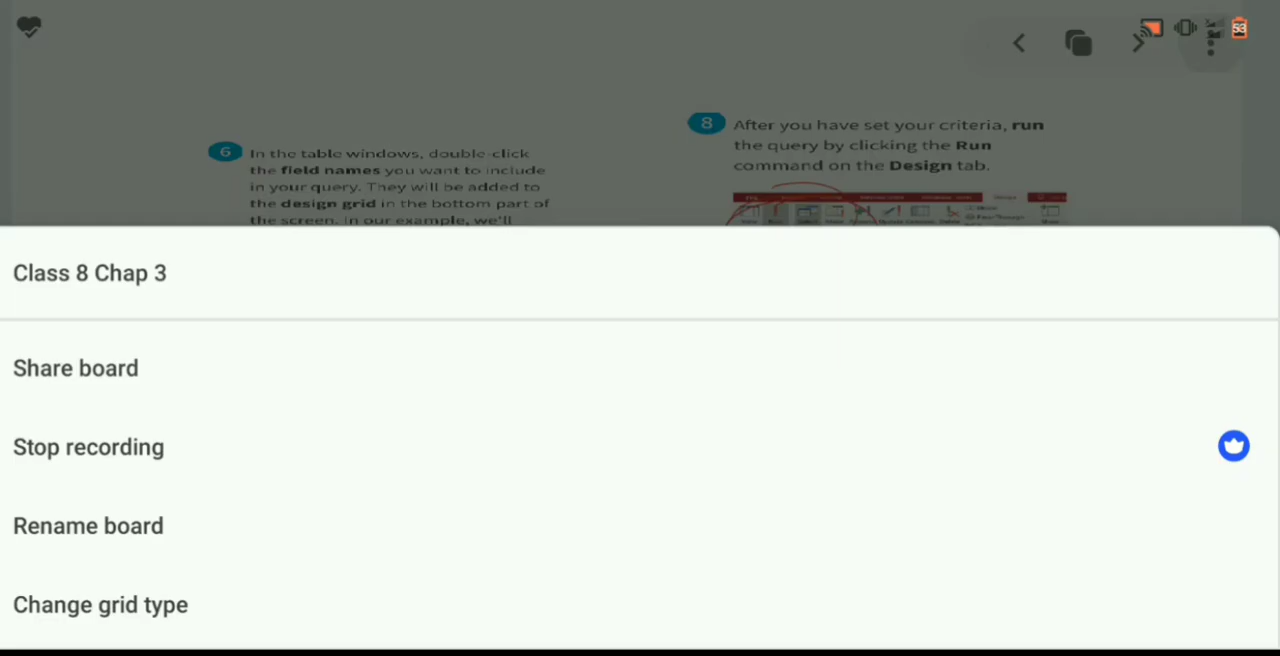 53
6
In the table windows, double-click
the field names you want to include
in your query. They will be added to
the design grid in the bottom part of
the screen. In our example, we'll
8
After you have set your criteria, run
the query by clicking the Run
command on the Design tab.
Class 8 Chap 3
Share board
Stop recording
Rename board
Change grid type